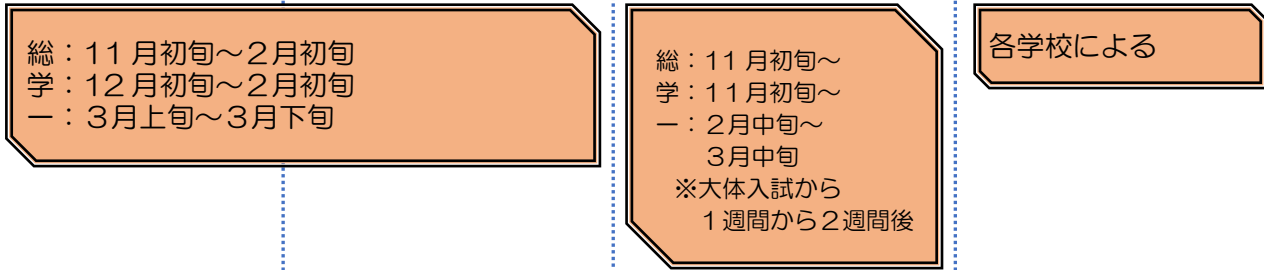 総：11月初旬～2月初旬
学：12月初旬～2月初旬
一：３月上旬～３月下旬
総：11月初旬～
学：11月初旬～
一：２月中旬～
３月中旬
※大体入試から
１週間から２週間後
各学校による